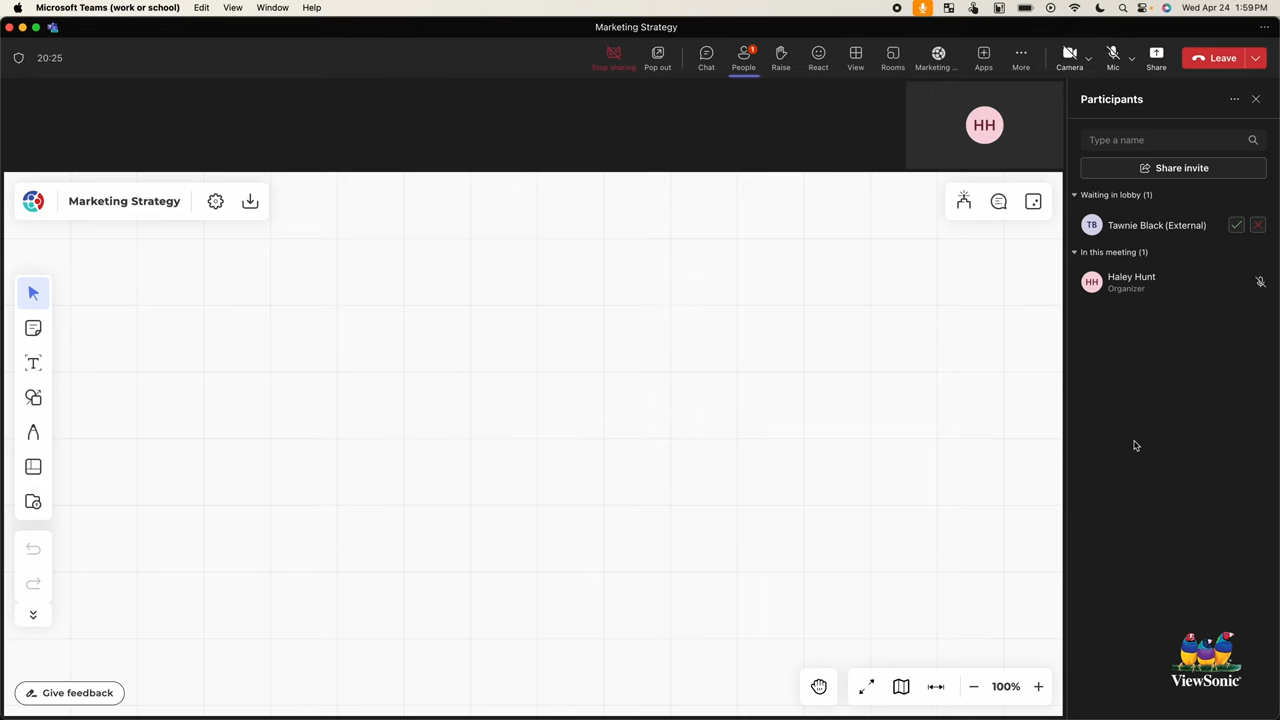 Microsoft Teams (work or school) Edit View Window Help Wed Apr 24 1:59 PM
Marketing Strategy
20:25
Stop sharing Pop out Chat People 1 Raise React View Rooms Marketing ... Apps More Camera Mic Share Leave
HH
Participants
Type a name
Share invite
Waiting in lobby (1)
TB Tawnie Black (External)
In this meeting (1)
HH Haley Hunt
Organizer
Marketing Strategy
T
Give feedback
100%
ViewSonic